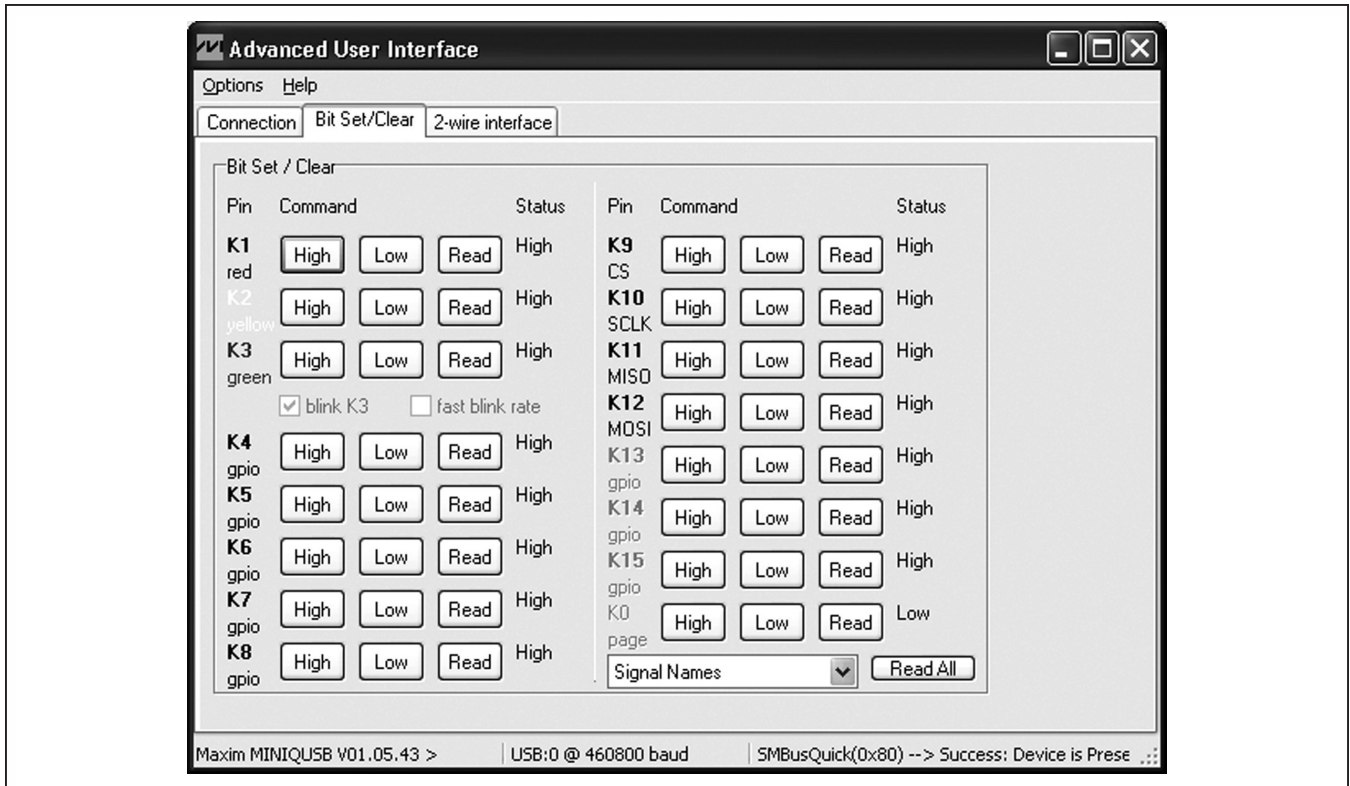 Advanced User Interface
Options Help
Connection Bit Set/Clear 2-wire interface
Bit Set / Clear
Pin Command Status
K1 High Low Read High
red
K2 High Low Read High
yellow
K3 High Low Read High
green
blink K3 fast blink rate
K4 High Low Read High
gpio
K5 High Low Read High
gpio
K6 High Low Read High
gpio
K7 High Low Read High
gpio
K8 High Low Read High
gpio
Pin Command Status
K9 High Low Read High
CS
K10 High Low Read High
SCLK
K11 High Low Read High
MISO
K12 High Low Read High
MOSI
K13 High Low Read High
gpio
K14 High Low Read High
gpio
K15 High Low Read High
gpio
K0 High Low Read Low
page
Signal Names Read All
Maxim MINIQUSB V01.05.43 > USB:0 @ 460800 baud SMBusQuick(0x80) --> Success: Device is Prese